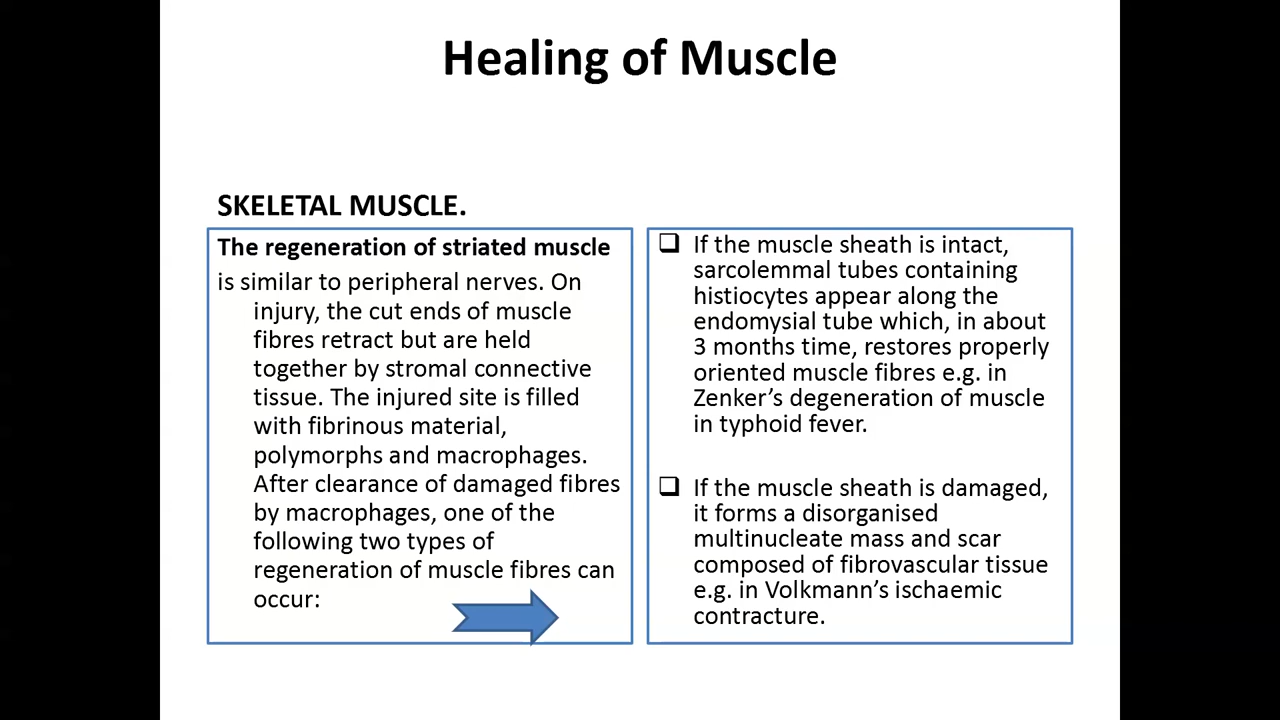 Healing of Muscle
SKELETAL MUSCLE.
The regeneration of striated muscle
is similar to peripheral nerves. On
injury, the cut ends of muscle
fibres retract but are held
together by stromal connective
tissue. The injured site is filled
with fibrinous material,
polymorphs and macrophages.
After clearance of damaged fibres
by macrophages, one of the
following two types of
regeneration of muscle fibres can
occur:
❑ If the muscle sheath is intact,
sarcolemmal tubes containing
histiocytes appear along the
endomysial tube which, in about
3 months time, restores properly
oriented muscle fibres e.g. in
Zenker’s degeneration of muscle
in typhoid fever.
❑ If the muscle sheath is damaged,
it forms a disorganised
multinucleate mass and scar
composed of fibrovascular tissue
e.g. in Volkmann’s ischaemic
contracture.